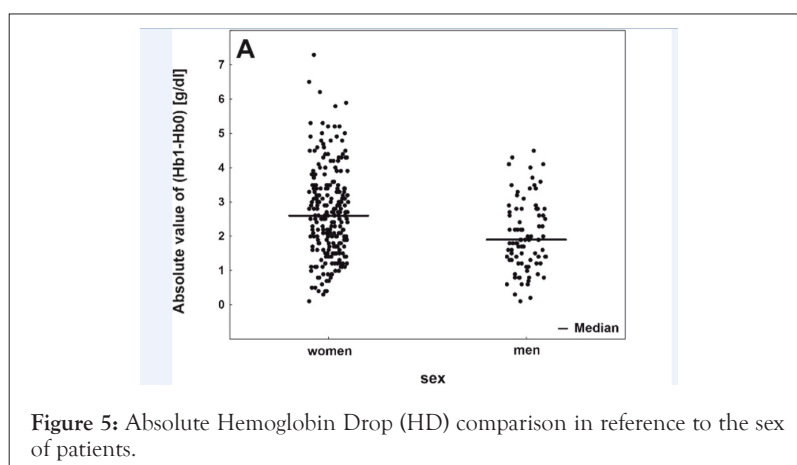 A
Absolute value of (Hb1-Hb0) [g/dl]
7
6
5
4
3
2
1
0
women
men
— Median
sex
Figure 5: Absolute Hemoglobin Drop (HD) comparison in reference to the sex
of patients.